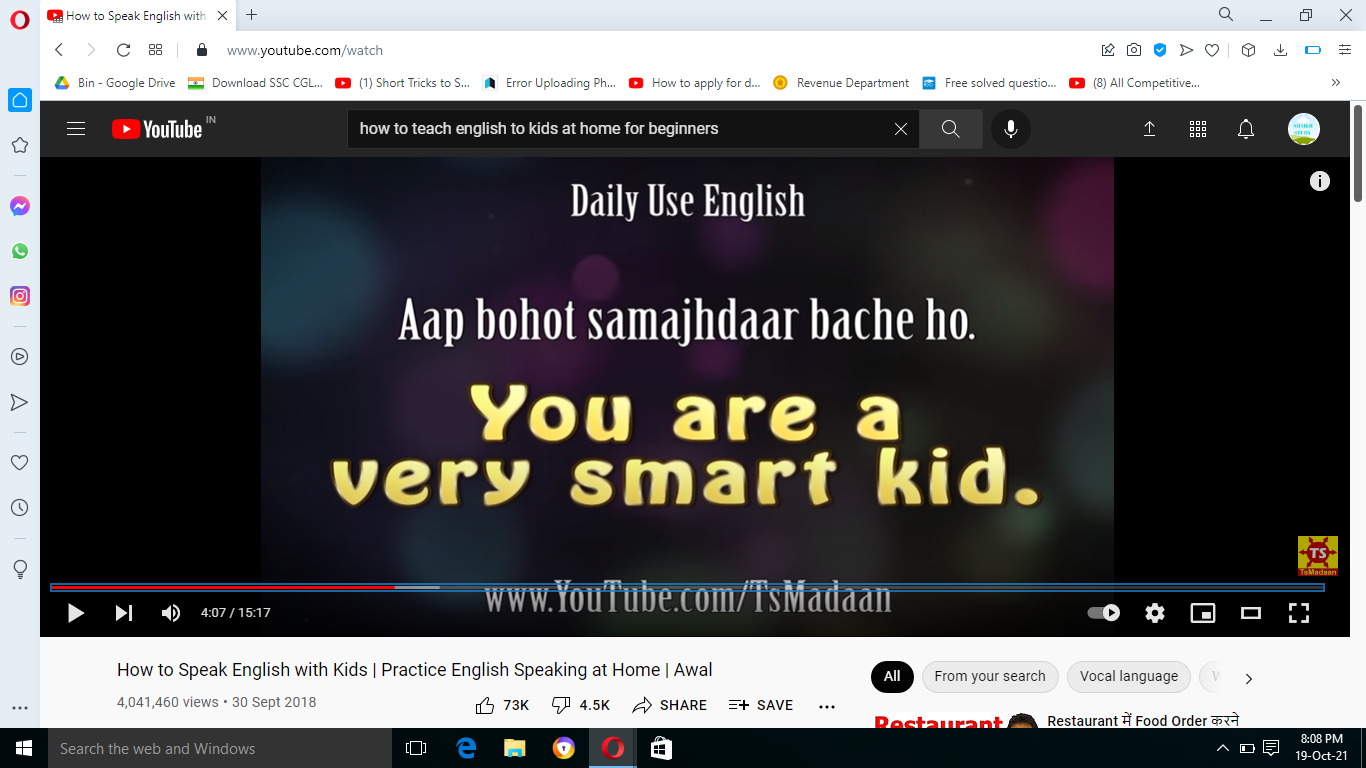 How to Speak English with
www.youtube.com/watch
Bin - Google Drive
Download SSC CGL...
(1) Short Tricks to S...
Error Uploading Ph...
How to apply for d...
Revenue Department
Free solved questio...
(8) All Competitive...
YouTube IN
how to teach english to kids at home for beginners
Daily Use English
Aap bohot samajhdaar bache ho.
You are a
very smart kid.
TS
TsMadaan
www.YouTube.com/TsMadaan
4:07 / 15:17
How to Speak English with Kids | Practice English Speaking at Home | Awal
4,041,460 views • 30 Sept 2018
73K
4.5K
SHARE
SAVE
All
From your search
Vocal language
Restaurant
Restaurant में Food Order करने
Search the web and Windows
8:08 PM
19-Oct-21